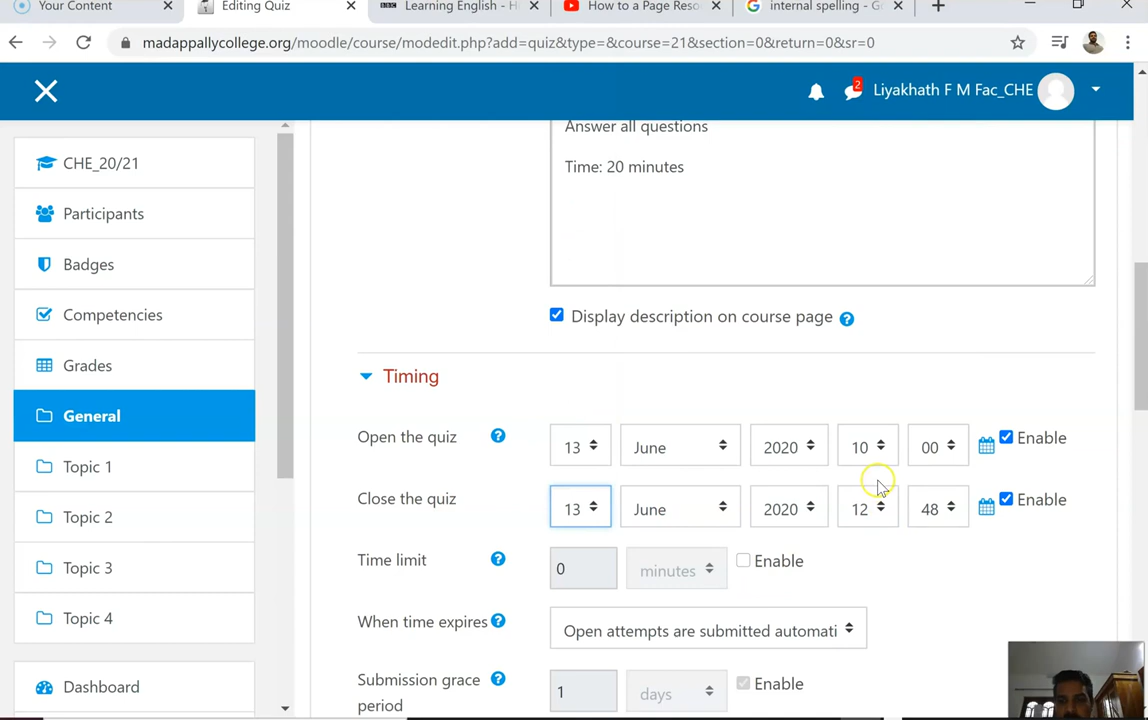 Your Content
Editing Quiz
BBC
Learning English - H
How to a Page Reso
internal spelling - Go
madappallycollege.org/moodle/course/modedit.php?add=quiz&type=&course=21&section=0&return=0&sr=0
2
Liyakhath F M Fac_CHE
CHE_20/21
Participants
Badges
Competencies
Grades
General
Topic 1
Topic 2
Topic 3
Topic 4
Dashboard
Answer all questions
Time: 20 minutes
Display description on course page
Timing
Open the quiz 13 June 2020 10 00 Enable
Close the quiz 13 June 2020 12 48 Enable
Time limit 0 minutes Enable
When time expires Open attempts are submitted automati
Submission grace 1 days Enable
period